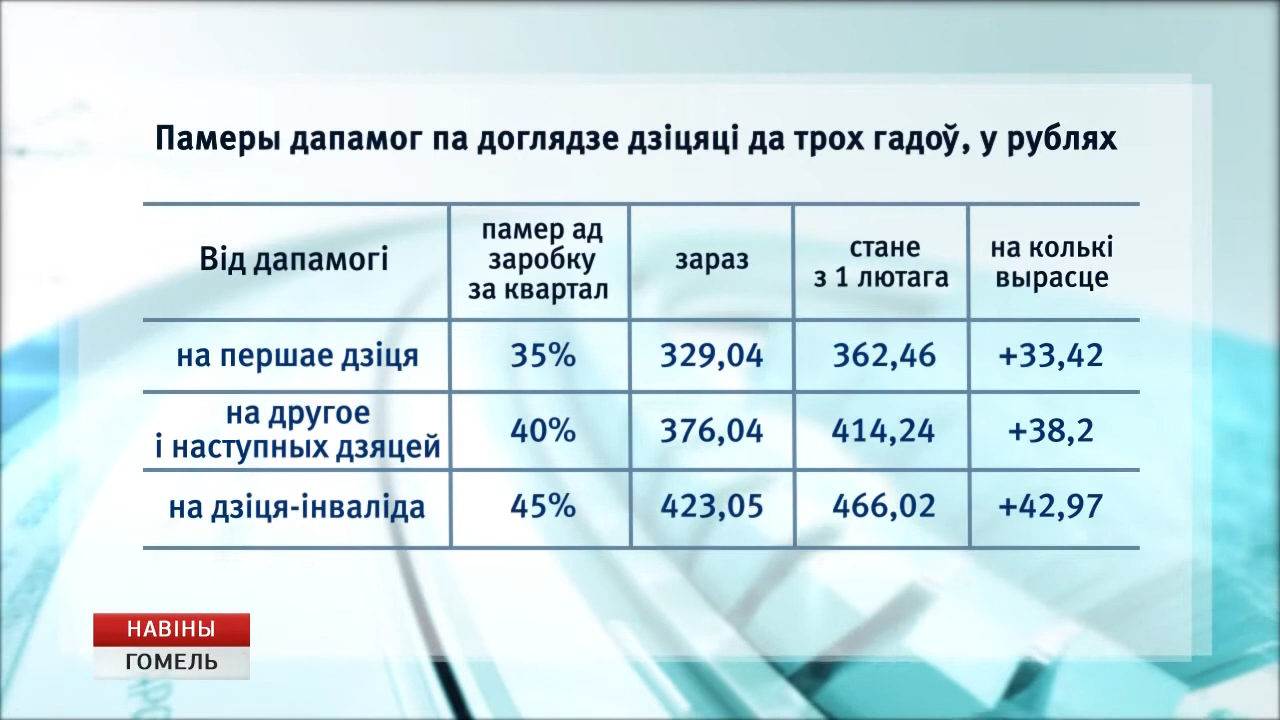 Памеры дапамог па доглядзе дзіцяці да трох гадоў, у рублях
Від дапамогі
памер ад
заробку
за квартал
зараз
стане
з 1 лютага
на колькі
вырасце
на першае дзіця
35%
329,04
362,46
+33,42
на другое
і наступных дзяцей
40%
376,04
414,24
+38,2
на дзіця-інваліда
45%
423,05
466,02
+42,97
НАВІНЫ
ГОМЕЛЬ